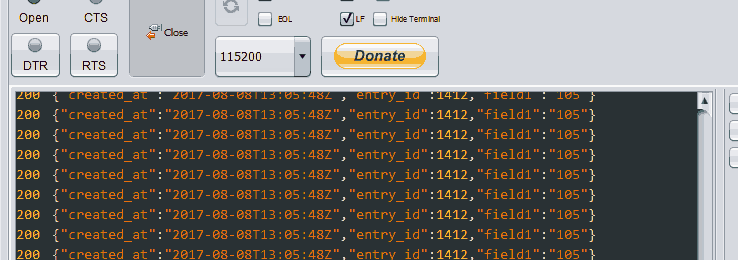 Open CTS EOL LF Hide Terminal
Close
DTR RTS 115200 Donate
200 {"created_at":"2017-08-08T13:05:48Z","entry_id":1412,"field1":"105"}
200 {"created_at":"2017-08-08T13:05:48Z","entry_id":1412,"field1":"105"}
200 {"created_at":"2017-08-08T13:05:48Z","entry_id":1412,"field1":"105"}
200 {"created_at":"2017-08-08T13:05:48Z","entry_id":1412,"field1":"105"}
200 {"created_at":"2017-08-08T13:05:48Z","entry_id":1412,"field1":"105"}
200 {"created_at":"2017-08-08T13:05:48Z","entry_id":1412,"field1":"105"}
200 {"created_at":"2017-08-08T13:05:48Z","entry_id":1412,"field1":"105"}
200 {"created_at":"2017-08-08T13:05:48Z","entry_id":1412,"field1":"105"}
200 {"created_at":"2017-08-08T13:05:48Z","entry_id":1412,"field1":"105"}